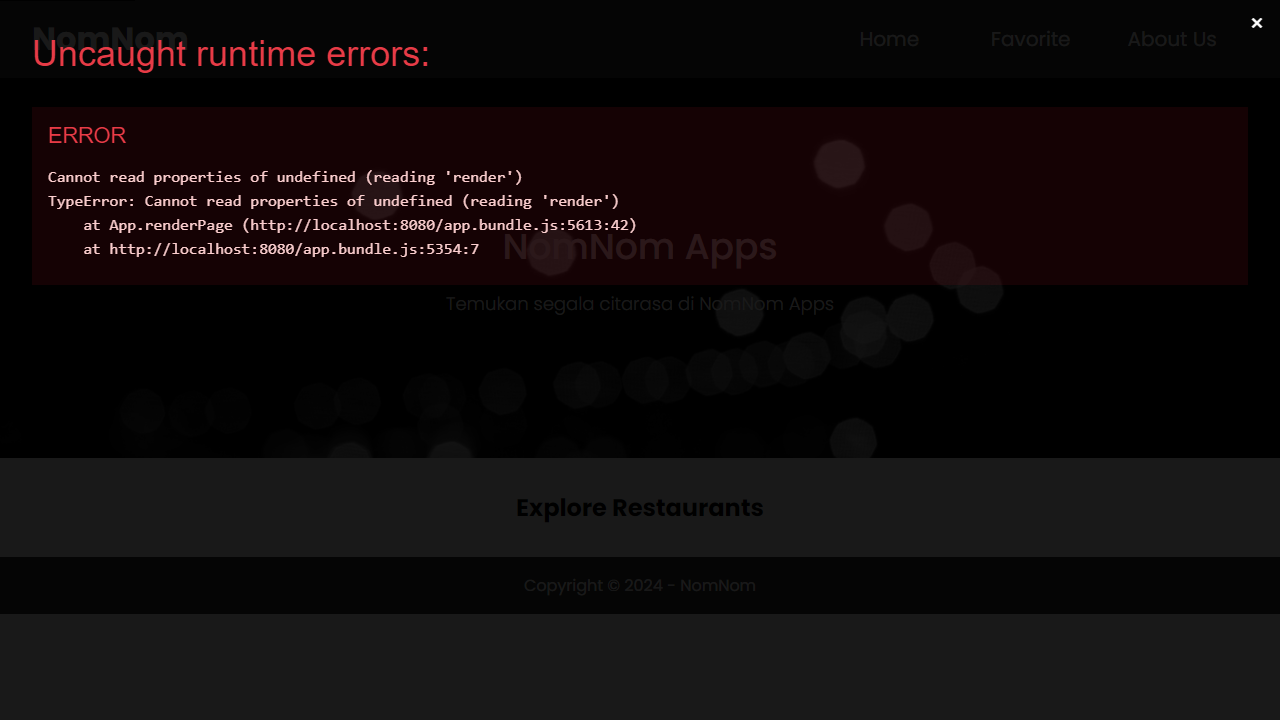 NomNom
Home
Favorite
About Us
×
Uncaught runtime errors:
ERROR
Cannot read properties of undefined (reading 'render')
TypeError: Cannot read properties of undefined (reading 'render')
at App.renderPage (http://localhost:8080/app.bundle.js:5613:42)
at http://localhost:8080/app.bundle.js:5354:7
NomNom Apps
Temukan segala citarasa di NomNom Apps
Explore Restaurants
Copyright © 2024 - NomNom